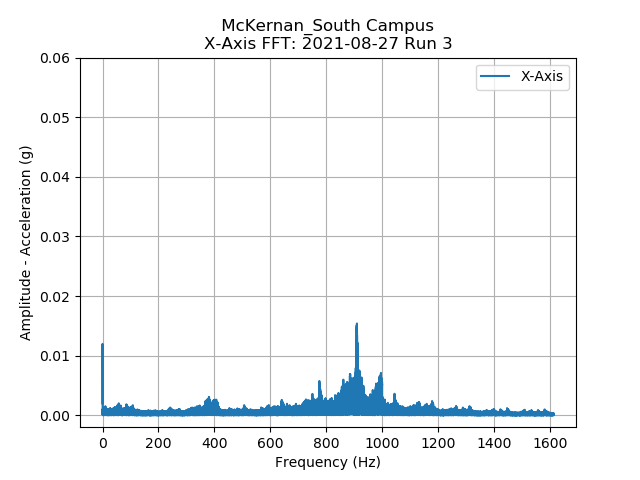 McKernan_South Campus
X-Axis FFT: 2021-08-27 Run 3
X-Axis
0.06
0.05
0.04
0.03
0.02
0.01
0.00
Amplitude - Acceleration (g)
0 200 400 600 800 1000 1200 1400 1600
Frequency (Hz)